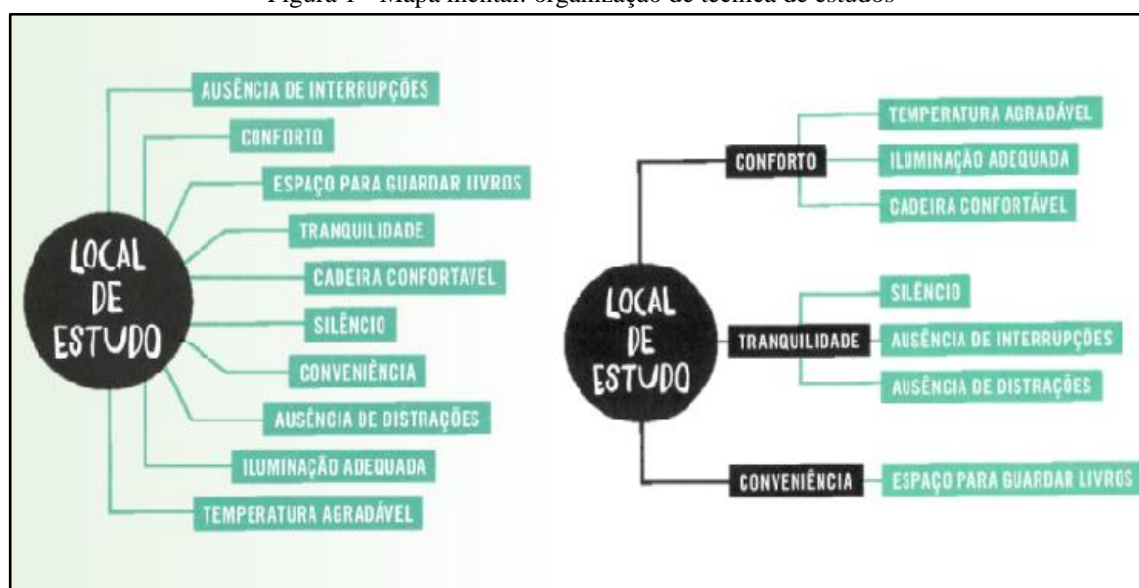 Figura 1 - Mapa mental: organização de técnica de estudos
AUSÊNCIA DE INTERRUPÇÕES
CONFORTO
ESPAÇO PARA GUARDAR LIVROS
TRANQUILIDADE
CADEIRA CONFORTÁVEL
SILÊNCIO
CONVENIÊNCIA
AUSÊNCIA DE DISTRAÇÕES
ILUMINAÇÃO ADEQUADA
TEMPERATURA AGRADÁVEL
LOCAL
DE
ESTUDO
LOCAL
DE
ESTUDO
CONFORTO
TEMPERATURA AGRADÁVEL
ILUMINAÇÃO ADEQUADA
CADEIRA CONFORTÁVEL
TRANQUILIDADE
SILÊNCIO
AUSÊNCIA DE INTERRUPÇÕES
AUSÊNCIA DE DISTRAÇÕES
CONVENIÊNCIA
ESPAÇO PARA GUARDAR LIVROS